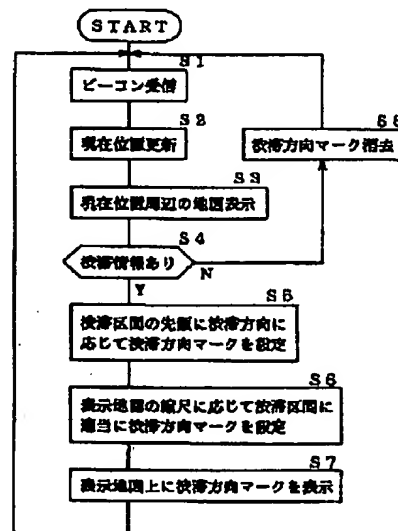 START
S1
ビーコン受信
S2
現在位置更新
S8
渋滞方向マーク消去
S3
現在位置周辺の地図表示
S4
渋滞情報あり
N
Y
S5
渋滞区間の先頭に渋滞方向に
応じて渋滞方向マークを設定
S6
表示地図の縮尺に応じて渋滞区間に
適当に渋滞方向マークを設定
S7
表示地図上に渋滞方向マークを表示